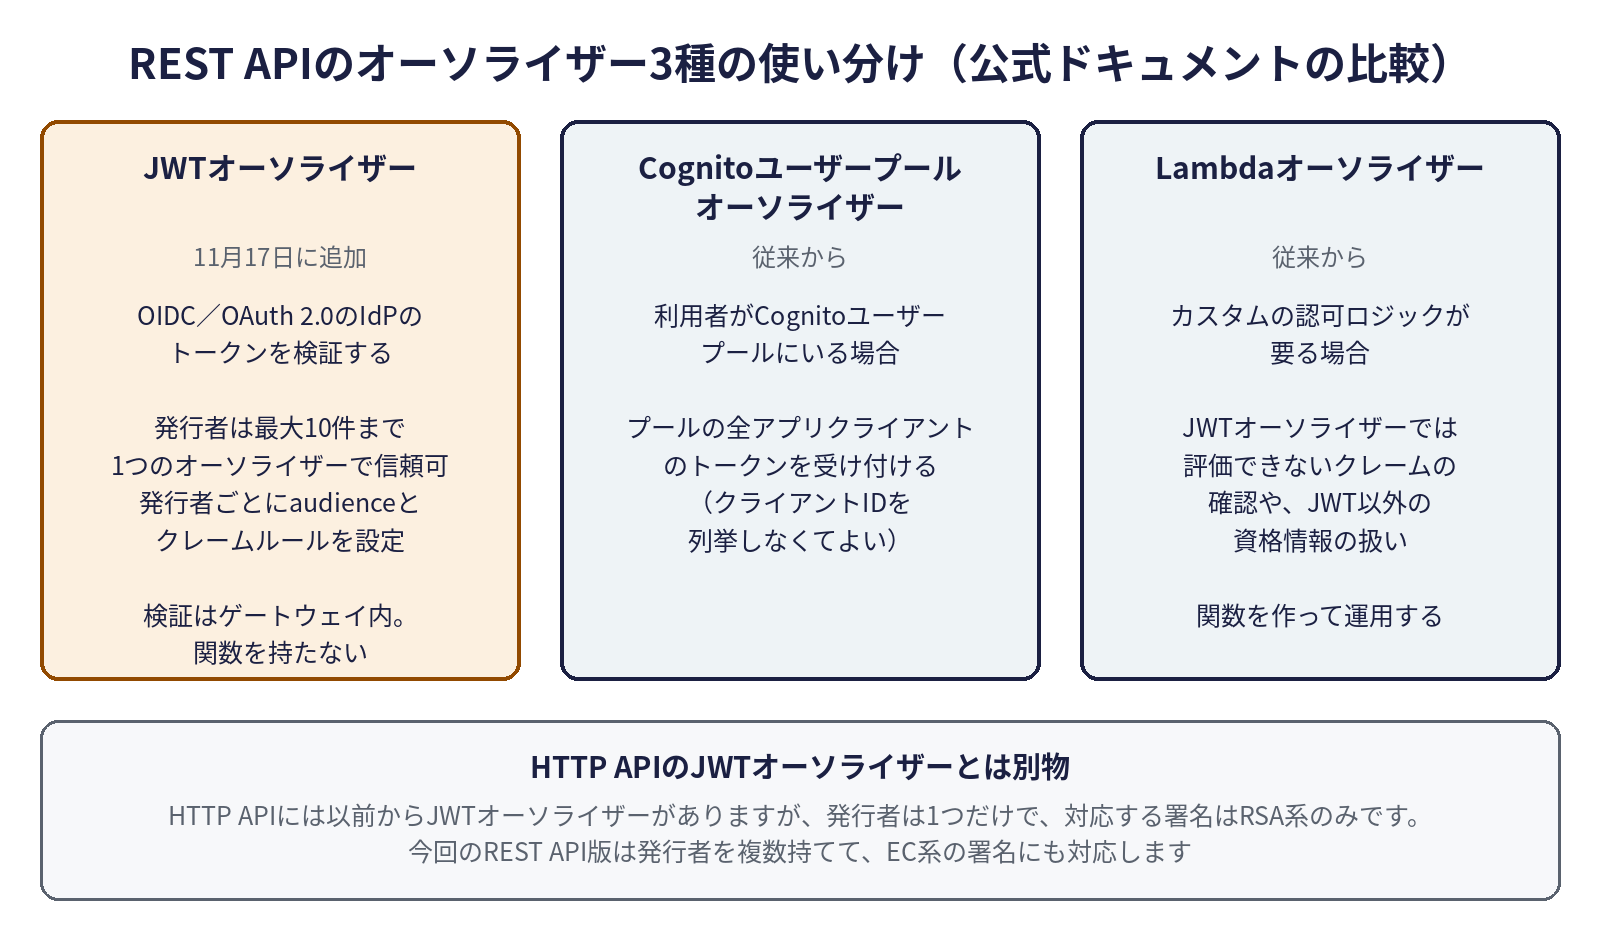 REST APIのオーソライザー3種の使い分け（公式ドキュメントの比較）
JWTオーソライザー
11月17日に追加
OIDC／OAuth 2.0のIdPの
トークンを検証する
発行者は最大10件まで
1つのオーソライザーで信頼可
発行者ごとにaudienceと
クレームルールを設定
検証はゲートウェイ内。
関数を持たない
Cognitoユーザープール
オーソライザー
従来から
利用者がCognitoユーザー
プールにいる場合
プールの全アプリクライアント
のトークンを受け付ける
（クライアントIDを
列挙しなくてよい）
Lambdaオーソライザー
従来から
カスタムの認可ロジックが
要る場合
JWTオーソライザーでは
評価できないクレームの
確認や、JWT以外の
資格情報の扱い
関数を作って運用する
HTTP APIのJWTオーソライザーとは別物
HTTP APIには以前からJWTオーソライザーがありますが、発行者は1つだけで、対応する署名はRSA系のみです。
今回のREST API版は発行者を複数持てて、EC系の署名にも対応します